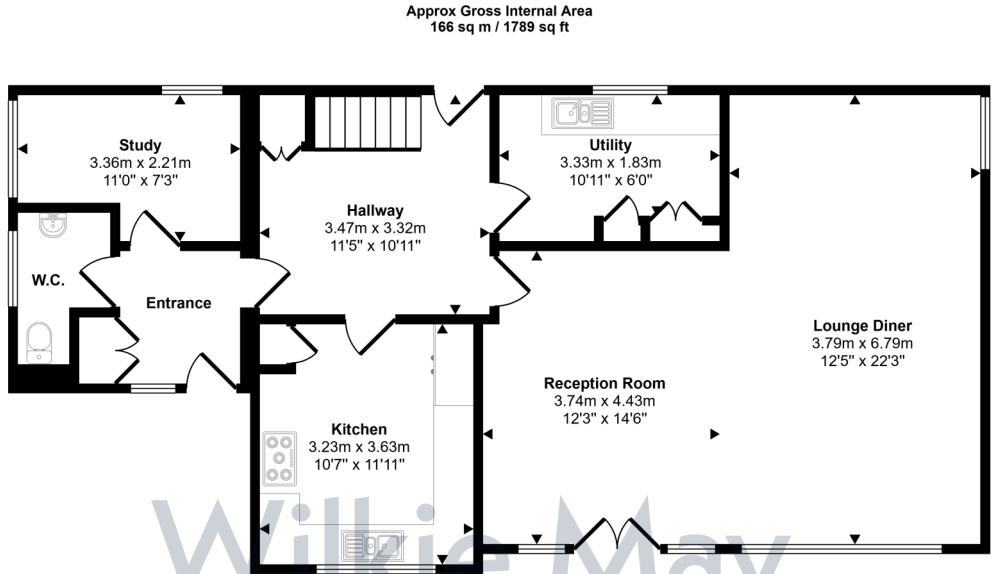 Approx Gross Internal Area
166 sq m / 1789 sq ft
Study
3.36m x 2.21m
11'0" x 7'3"
Utility
3.33m x 1.83m
10'11" x 6'0"
Hallway
3.47m x 3.32m
11'5" x 10'11"
W.C.
Entrance
Lounge Diner
3.79m x 6.79m
12'5" x 22'3"
Reception Room
3.74m x 4.43m
12'3" x 14'6"
Kitchen
3.23m x 3.63m
10'7" x 11'11"
Wilkie May